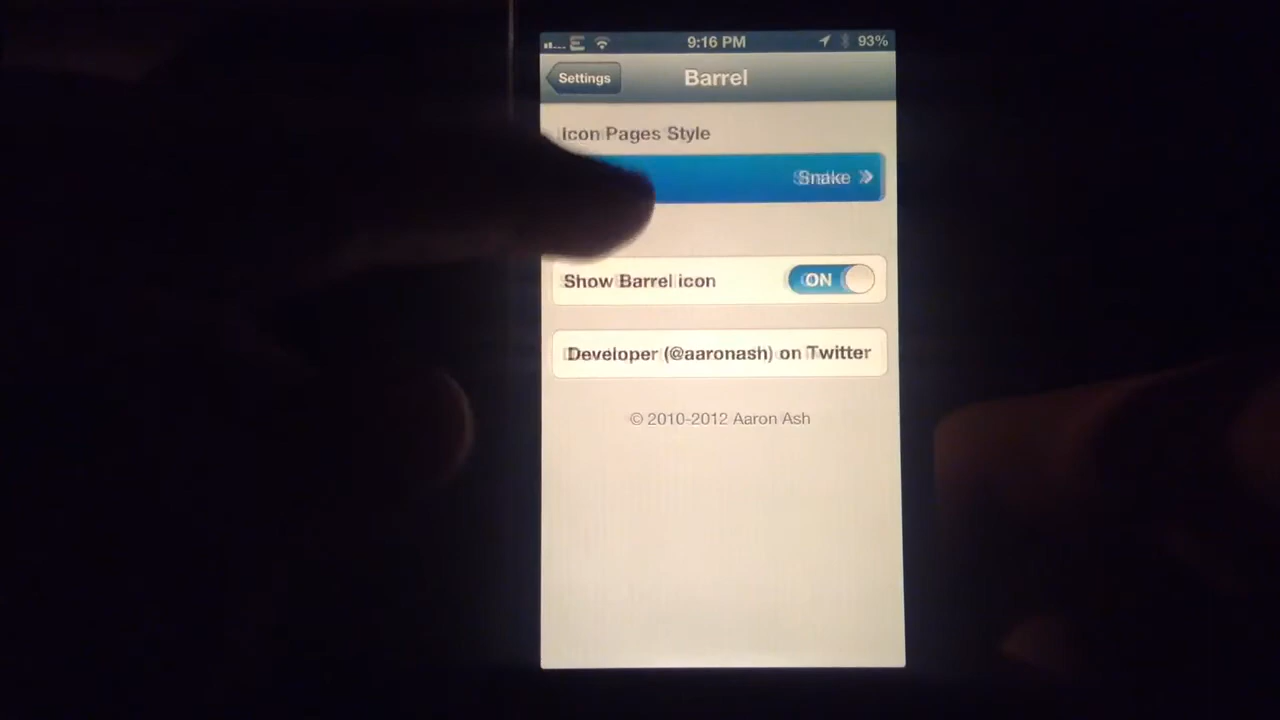 9:16 PM
93%
Settings
Barrel
Icon Pages Style
Snake
Show Barrel icon
ON
Developer (@aaronash) on Twitter
© 2010-2012 Aaron Ash